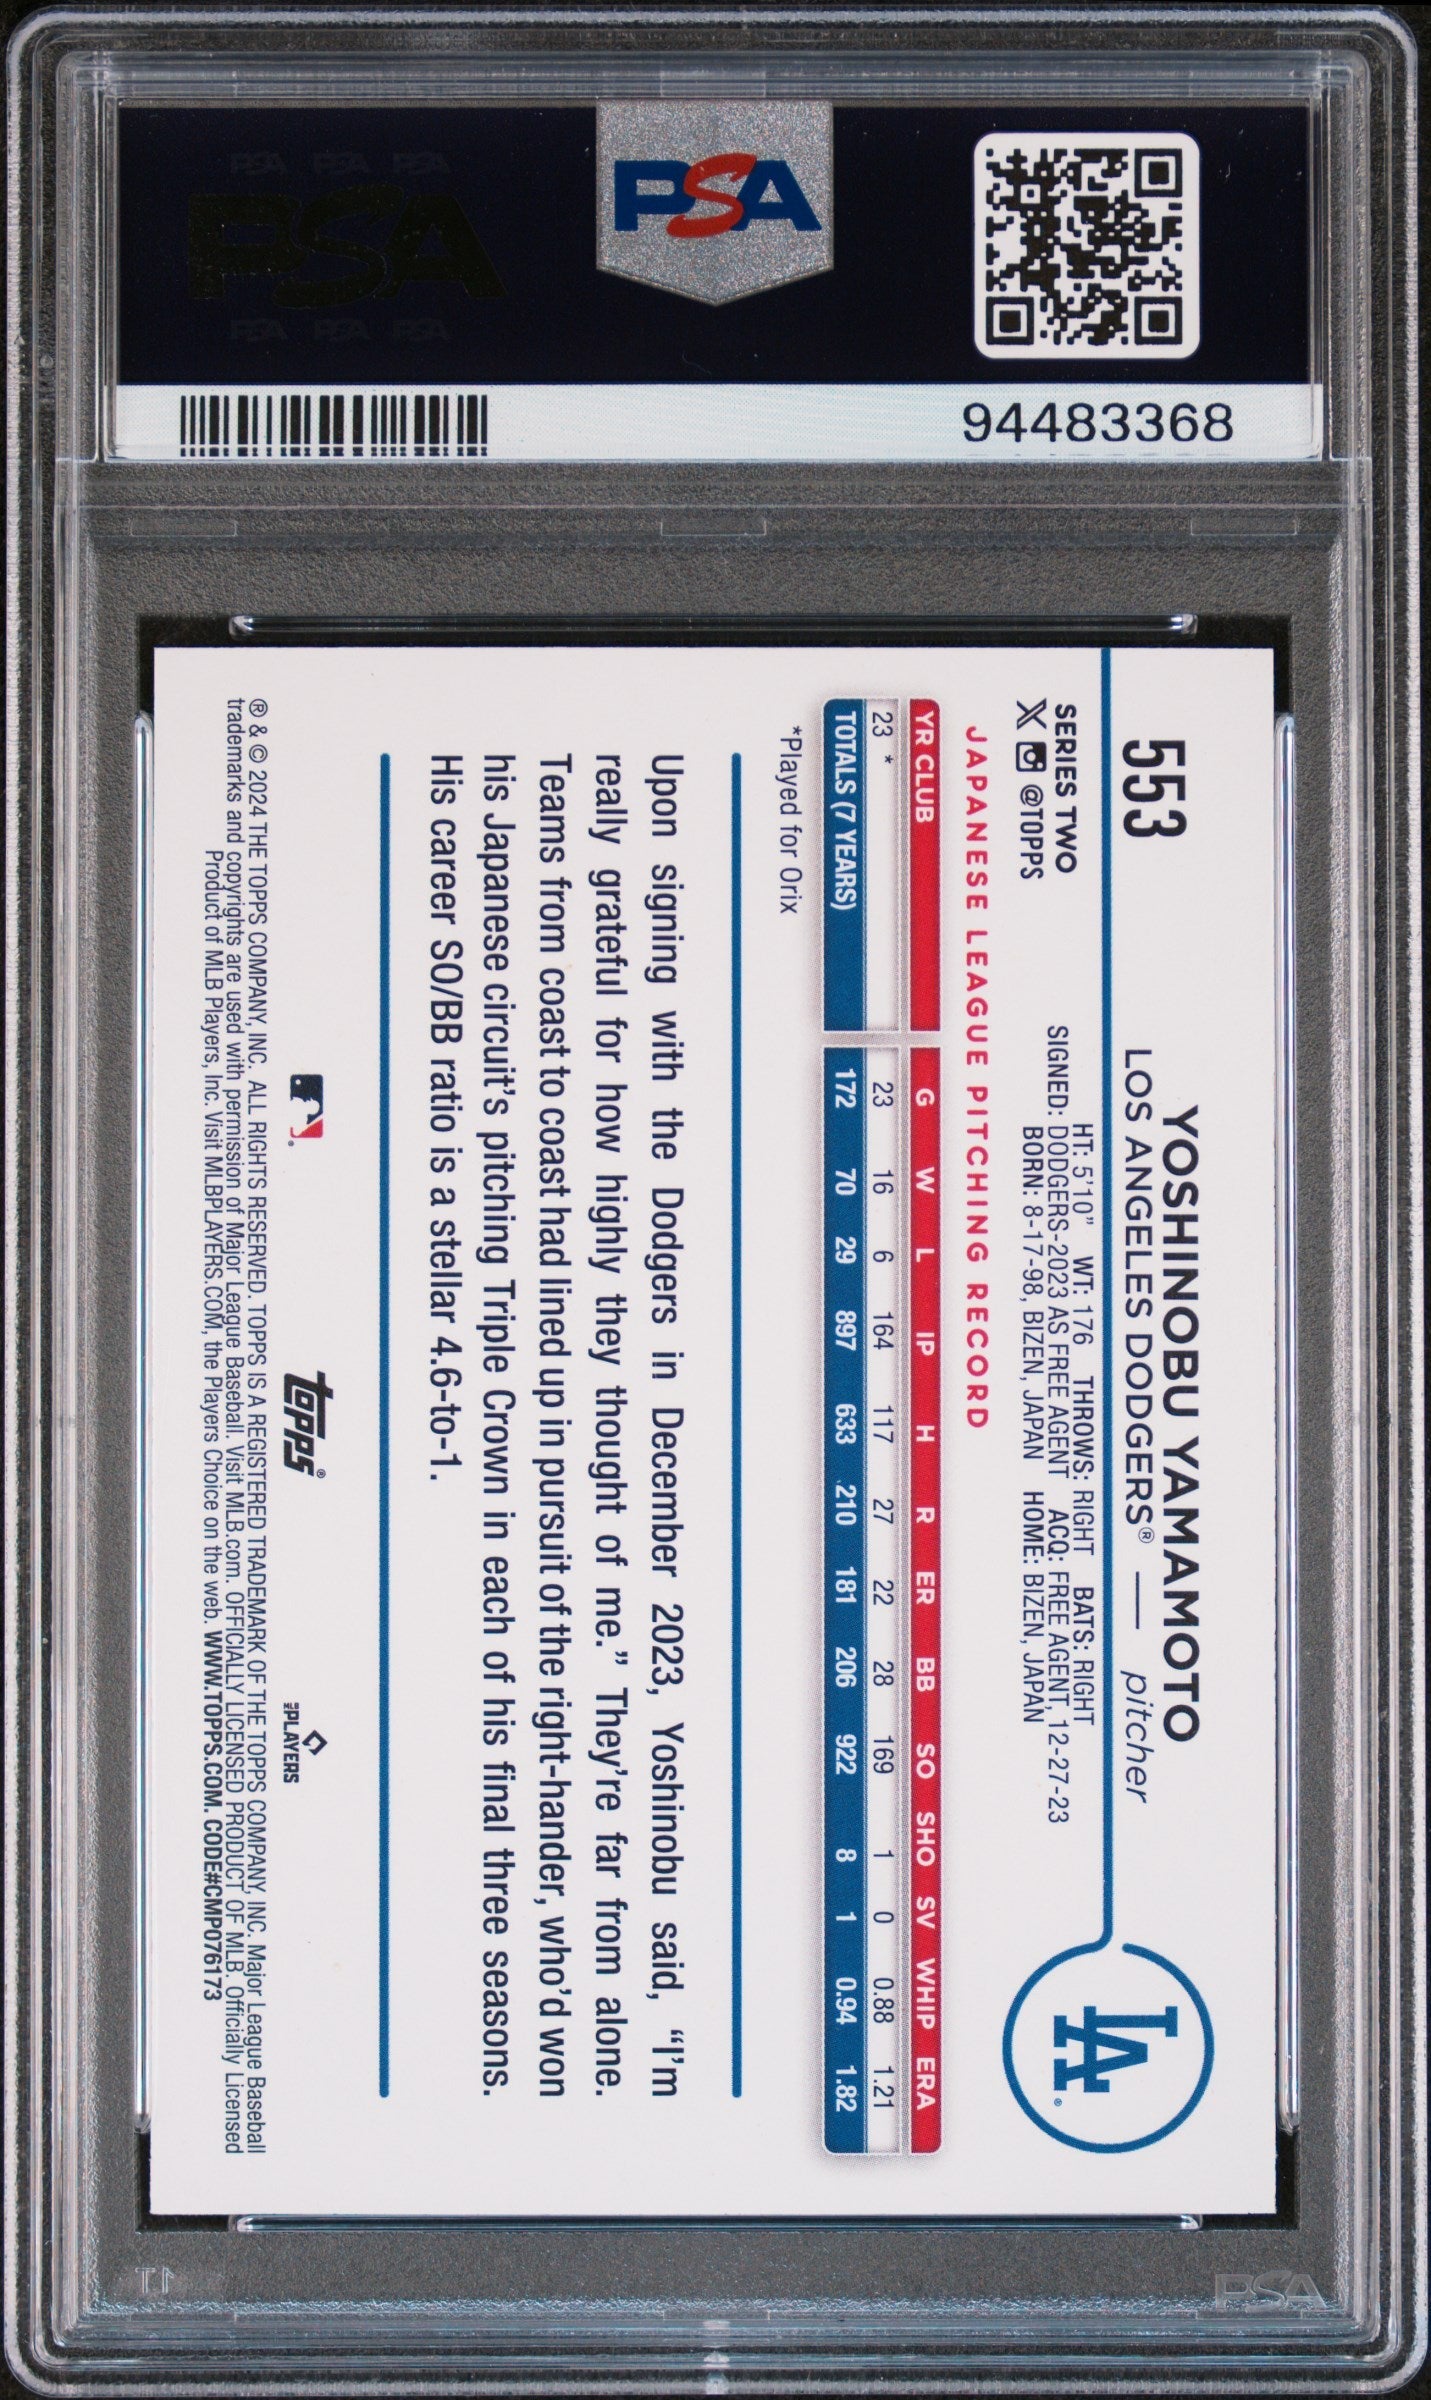 PSA PSA PSA
PSA
PSA PSA PSA
PSA
94483368
553
YOSHINOBU YAMAMOTO
LOS ANGELES DODGERS® — pitcher
LA®
HT: 5'10" WT: 176 THROWS: RIGHT BATS: RIGHT
SERIES TWO
SIGNED: DODGERS-2023 AS FREE AGENT ACQ: FREE AGENT, 12-27-23
X @TOPPS
BORN: 8-17-98, BIZEN, JAPAN HOME: BIZEN, JAPAN
JAPANESE LEAGUE PITCHING RECORD
YR CLUB G W L IP H R ER BB SO SHO SV WHIP ERA
23 * 23 16 6 164 117 27 22 28 169 1 0 0.88 1.21
TOTALS (7 YEARS) 172 70 29 897 633 210 181 206 922 8 1 0.94 1.82
*Played for Orix
Upon signing with the Dodgers in December 2023, Yoshinobu said, “I’m
really grateful for how highly they thought of me.” They’re far from alone.
Teams from coast to coast had lined up in pursuit of the right-hander, who’d won
his Japanese circuit’s pitching Triple Crown in each of his final three seasons.
His career SO/BB ratio is a stellar 4.6-to-1.
topps®
PLAYERS
® & © 2024 THE TOPPS COMPANY, INC. ALL RIGHTS RESERVED. TOPPS IS A REGISTERED TRADEMARK OF THE TOPPS COMPANY, INC. Major League Baseball
trademarks and copyrights are used with permission of Major League Baseball. Visit MLB.com. OFFICIALLY LICENSED PRODUCT OF MLB. Officially Licensed
Product of MLB Players, Inc. Visit MLBPLAYERS.COM, the Players Choice on the web. WWW.TOPPS.COM. CODE#CMP076173
PSA